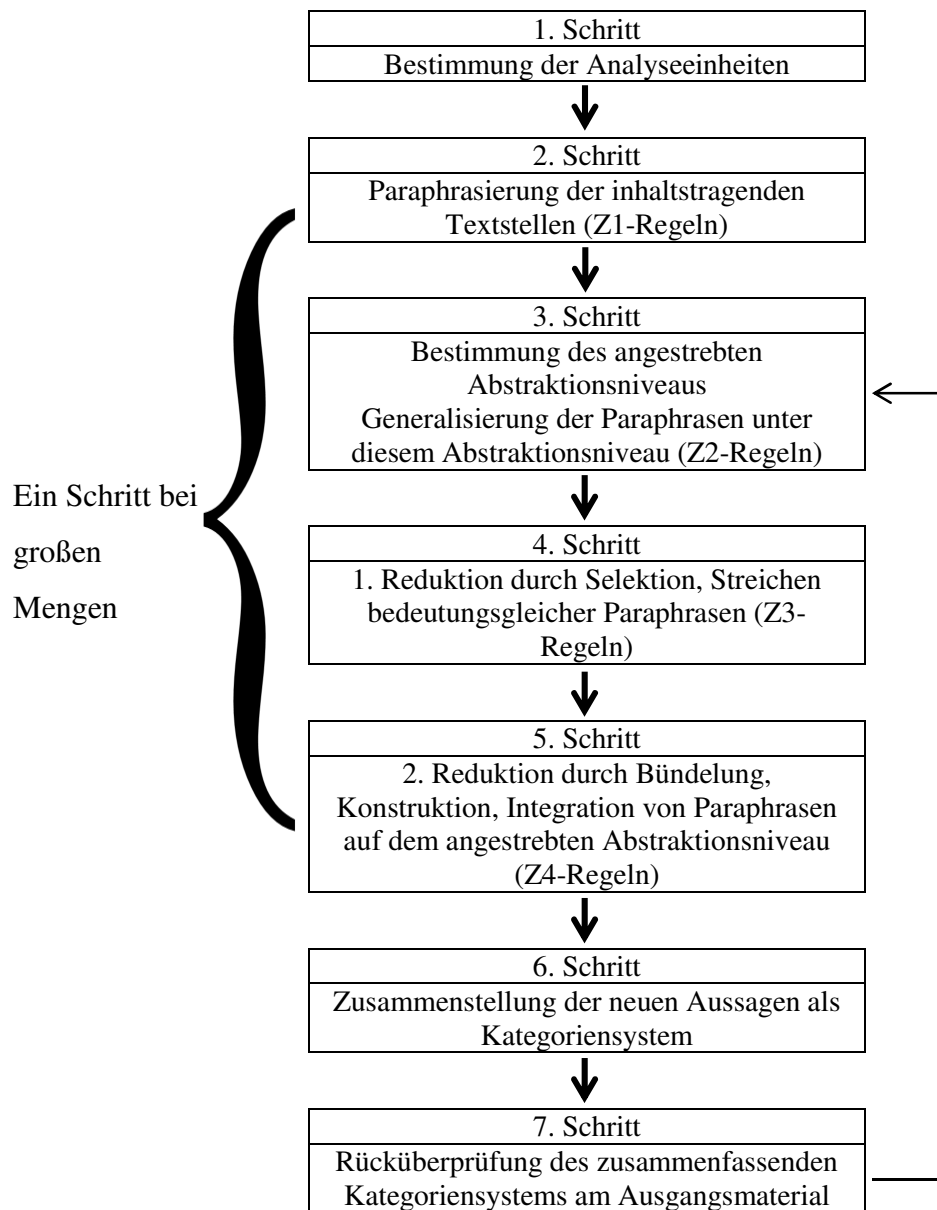 1. Schritt
Bestimmung der Analyseeinheiten
2. Schritt
Paraphrasierung der inhaltstragenden
Textstellen (Z1-Regeln)
3. Schritt
Bestimmung des angestrebten
Abstraktionsniveaus
Generalisierung der Paraphrasen unter
diesem Abstraktionsniveau (Z2-Regeln)
Ein Schritt bei
großen
Mengen
4. Schritt
1. Reduktion durch Selektion, Streichen
bedeutungsgleicher Paraphrasen (Z3-
Regeln)
5. Schritt
2. Reduktion durch Bündelung,
Konstruktion, Integration von Paraphrasen
auf dem angestrebten Abstraktionsniveau
(Z4-Regeln)
6. Schritt
Zusammenstellung der neuen Aussagen als
Kategoriensystem
7. Schritt
Rücküberprüfung des zusammenfassenden
Kategoriensystems am Ausgangsmaterial